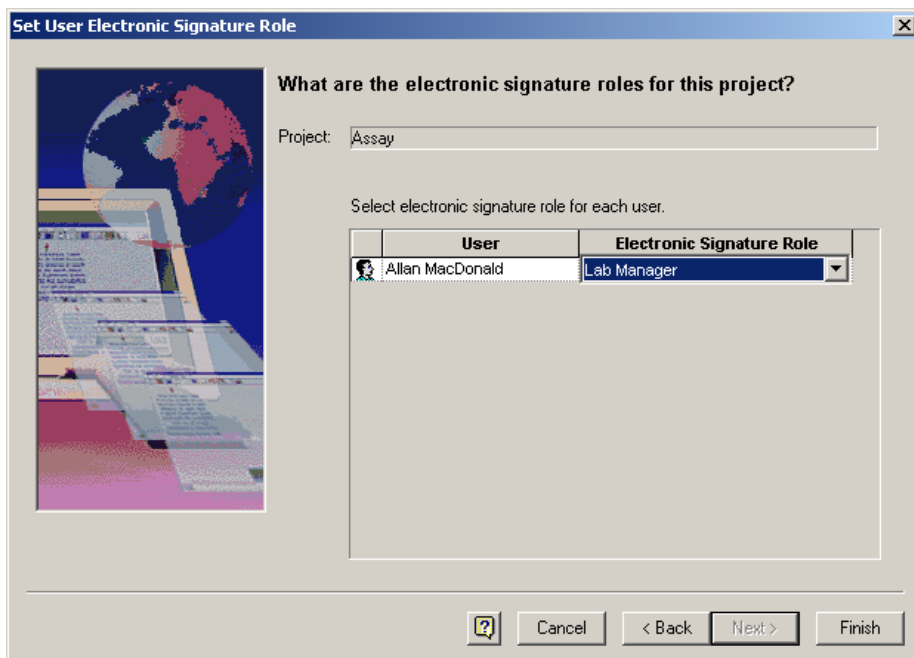 Set User Electronic Signature Role
What are the electronic signature roles for this project?
Project: Assay
Select electronic signature role for each user.
User Electronic Signature Role
Allan MacDonald Lab Manager
Cancel < Back Next > Finish